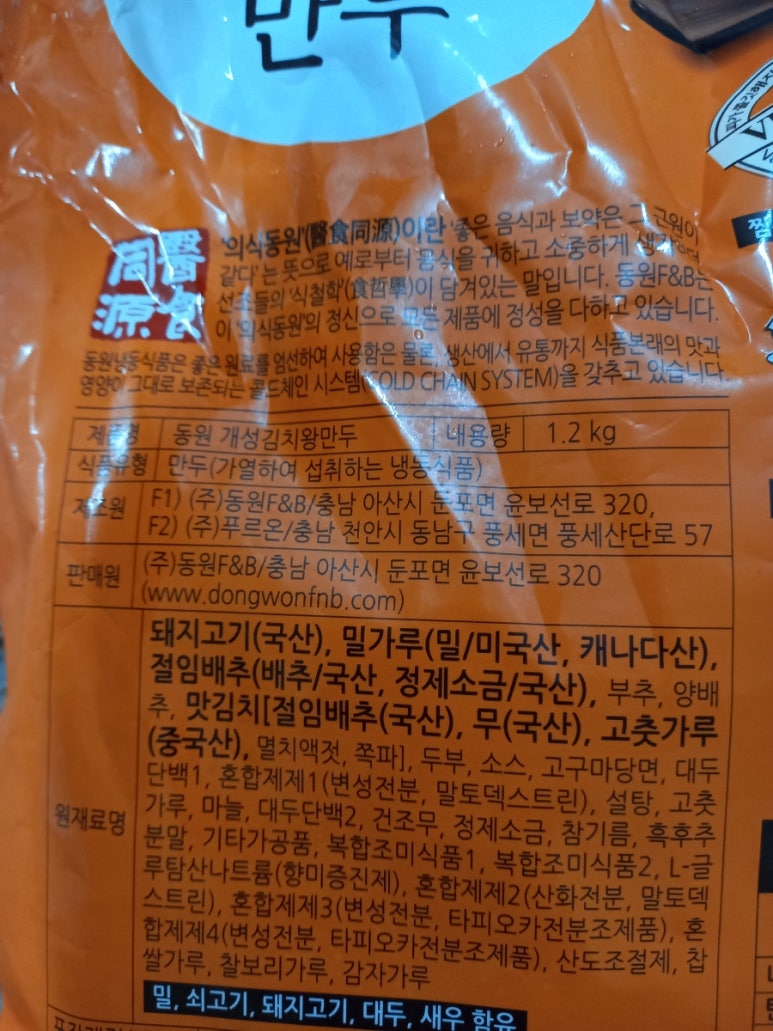 만두
'의식동원'(醫食同源)이란 '좋은 음식과 보약은 그 근원이
같다'는 뜻으로 예로부터 음식을 귀하고 소중하게 생각하던
선조들의 '식철학'(食哲學)이 담겨있는 말입니다. 동원F&B는
이 '의식동원'의 정신으로 모든 제품에 정성을 다하고 있습니다.
同醫
源食
동원냉동식품은 좋은 원료를 엄선하여 사용함은 물론, 생산에서 유통까지 식품본래의 맛과
영양이 그대로 보존되는 콜드체인 시스템(COLD CHAIN SYSTEM)을 갖추고 있습니다.
제품명 동원 개성김치왕만두 내용량 1.2 kg
식품유형 만두(가열하여 섭취하는 냉동식품)
제조원 F1) (주)동원F&B/충남 아산시 둔포면 윤보선로 320,
F2) (주)푸르온/충남 천안시 동남구 풍세면 풍세산단로 57
판매원 (주)동원F&B/충남 아산시 둔포면 윤보선로 320
(www.dongwonfnb.com)
원재료명
돼지고기(국산), 밀가루(밀/미국산, 캐나다산),
절임배추(배추/국산, 정제소금/국산), 부추, 양배
추, 맛김치[절임배추(국산), 무(국산), 고춧가루
(중국산), 멸치액젓, 쪽파], 두부, 소스, 고구마당면, 대두
단백1, 혼합제제1(변성전분, 말토덱스트린), 설탕, 고춧
가루, 마늘, 대두단백2, 건조무, 정제소금, 참기름, 흑후추
분말, 기타가공품, 복합조미식품1, 복합조미식품2, L-글
루탐산나트륨(향미증진제), 혼합제제2(산화전분, 말토덱
스트린), 혼합제제3(변성전분, 타피오카전분조제품), 혼
합제제4(변성전분, 타피오카전분조제품), 산도조절제, 찹
쌀가루, 찰보리가루, 감자가루
밀, 쇠고기, 돼지고기, 대두, 새우 함유